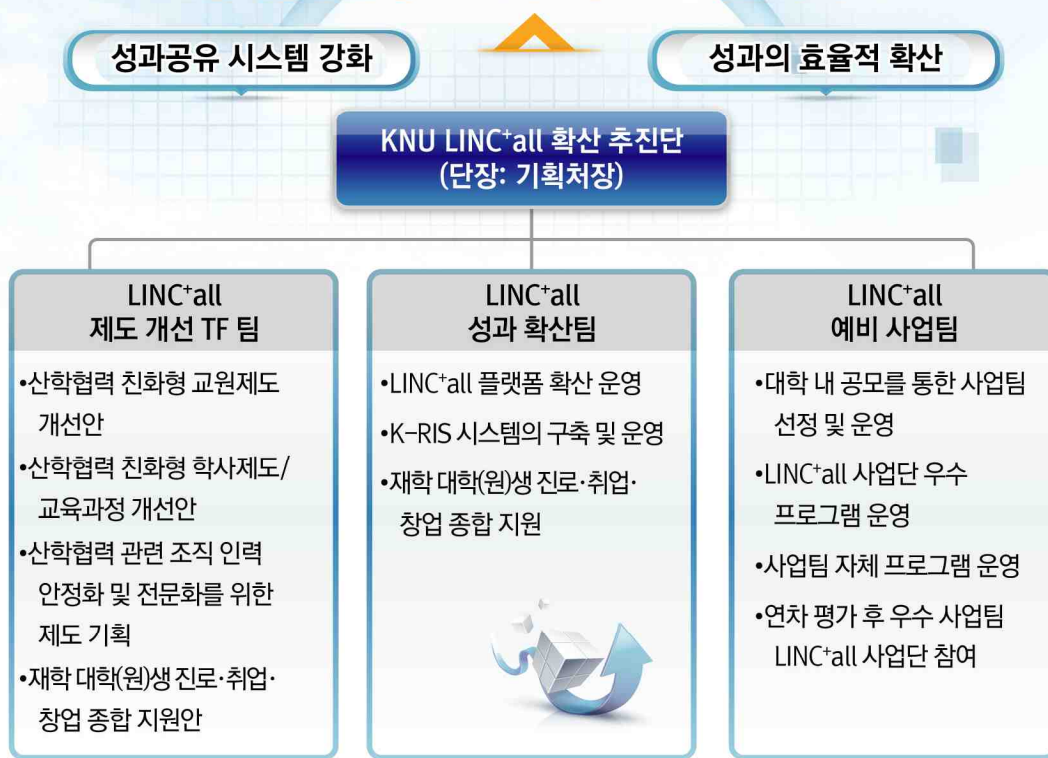 성과공유 시스템 강화
성과의 효율적 확산
KNU LINC⁺all 확산 추진단
(단장: 기획처장)
LINC⁺all
제도 개선 TF 팀
•산학협력 친화형 교원제도
개선안
•산학협력 친화형 학사제도/
교육과정 개선안
•산학협력 관련 조직 인력
안정화 및 전문화를 위한
제도 기획
•재학 대학(원)생 진로·취업·
창업 종합 지원안
LINC⁺all
성과 확산팀
•LINC⁺all 플랫폼 확산 운영
•K-RIS 시스템의 구축 및 운영
•재학 대학(원)생 진로·취업·
창업 종합 지원
LINC⁺all
예비 사업팀
•대학 내 공모를 통한 사업팀
선정 및 운영
•LINC⁺all 사업단 우수
프로그램 운영
•사업팀 자체 프로그램 운영
•연차 평가 후 우수 사업팀
LINC⁺all 사업단 참여